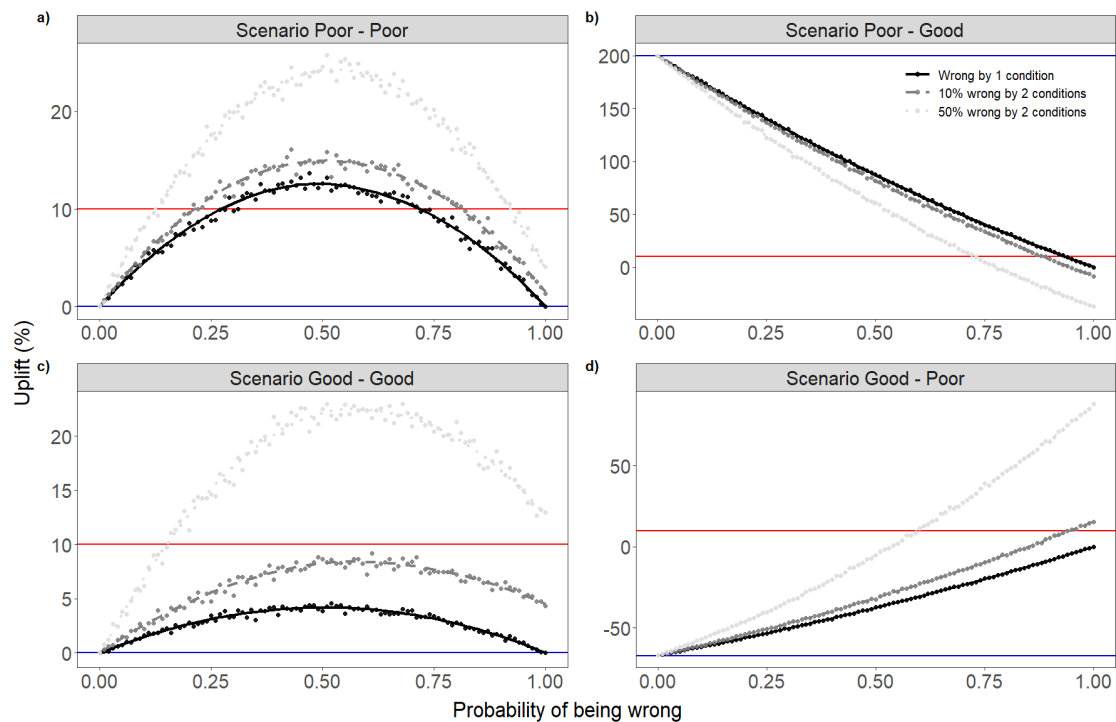 a)
Scenario Poor - Poor
20
10
0
0.00 0.25 0.50 0.75 1.00
b)
Scenario Poor - Good
200
150
100
50
0
Wrong by 1 condition
10% wrong by 2 conditions
50% wrong by 2 conditions
0.00 0.25 0.50 0.75 1.00
Uplift (%)
c)
Scenario Good - Good
20
15
10
5
0
0.00 0.25 0.50 0.75 1.00
d)
Scenario Good - Poor
50
0
-50
0.00 0.25 0.50 0.75 1.00
Probability of being wrong